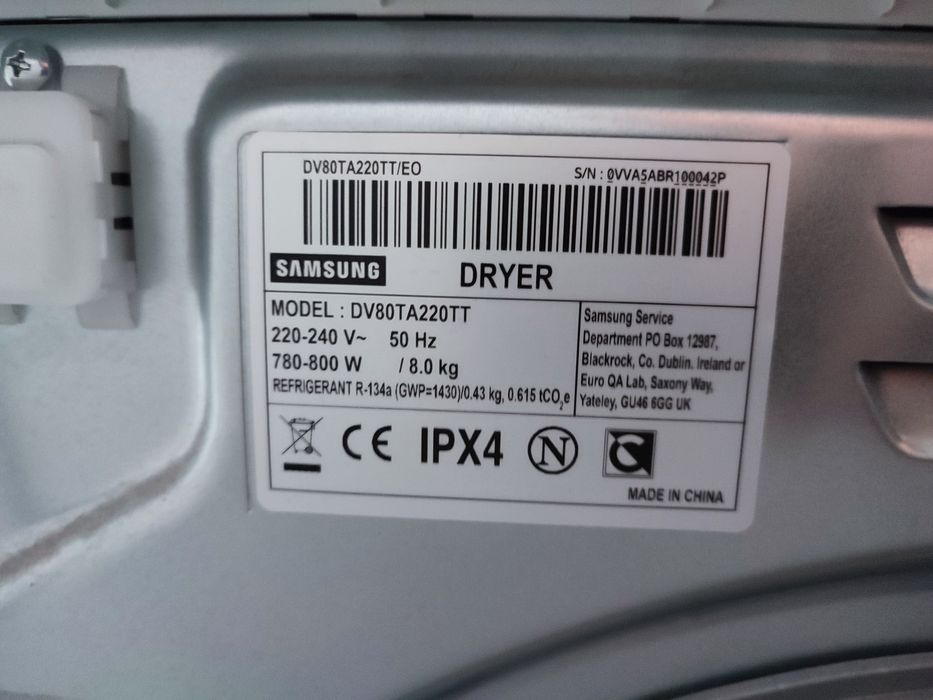 DV80TA220TT/EO
S/N : 0VVA5ABR100042P
SAMSUNG
DRYER
MODEL : DV80TA220TT
220-240 V~ 50 Hz
780-800 W / 8.0 kg
REFRIGERANT R-134a (GWP=1430)/0.43 kg, 0.615 tCO₂e
Samsung Service
Department PO Box 12987,
Blackrock, Co. Dublin. Ireland or
Euro QA Lab, Saxony Way,
Yateley, GU46 6GG UK
CE IPX4 N
MADE IN CHINA